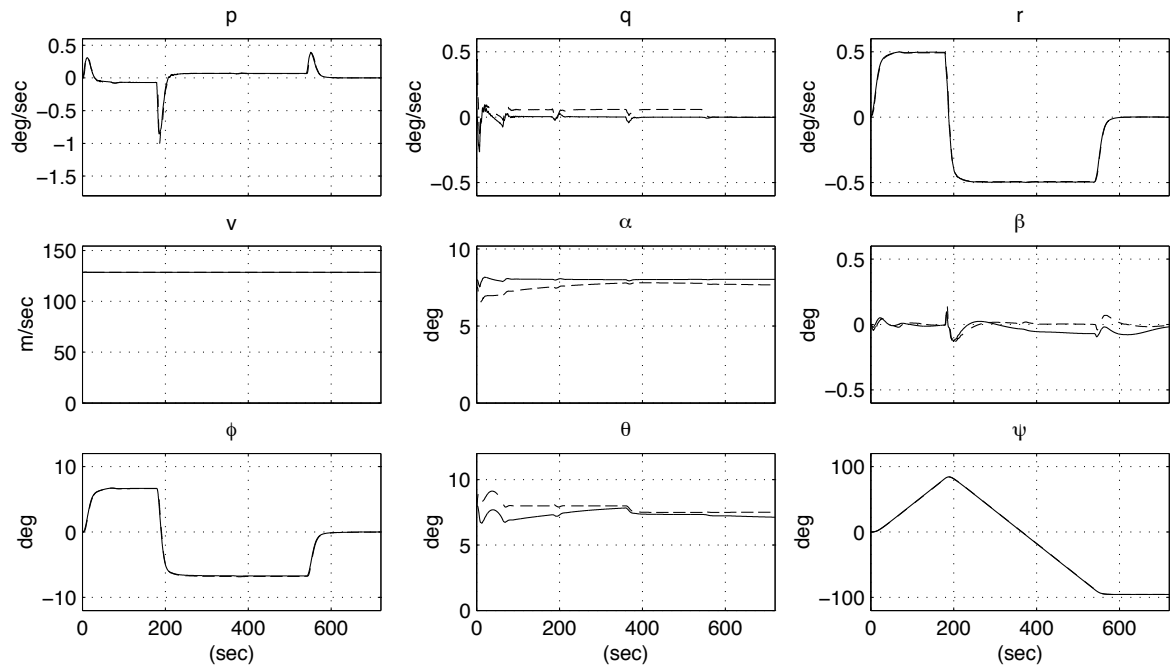 p q r
deg/sec 0.5 0 −0.5 −1 −1.5
deg/sec 0.5 0 −0.5
deg/sec 0.5 0 −0.5
v α β
m/sec 150 100 50 0
deg 10 5 0
deg 0.5 0 −0.5
φ θ ψ
deg 10 0 −10
deg 10 5 0
deg 100 0 −100
0 200 400 600
0 200 400 600
0 200 400 600
(sec) (sec) (sec)